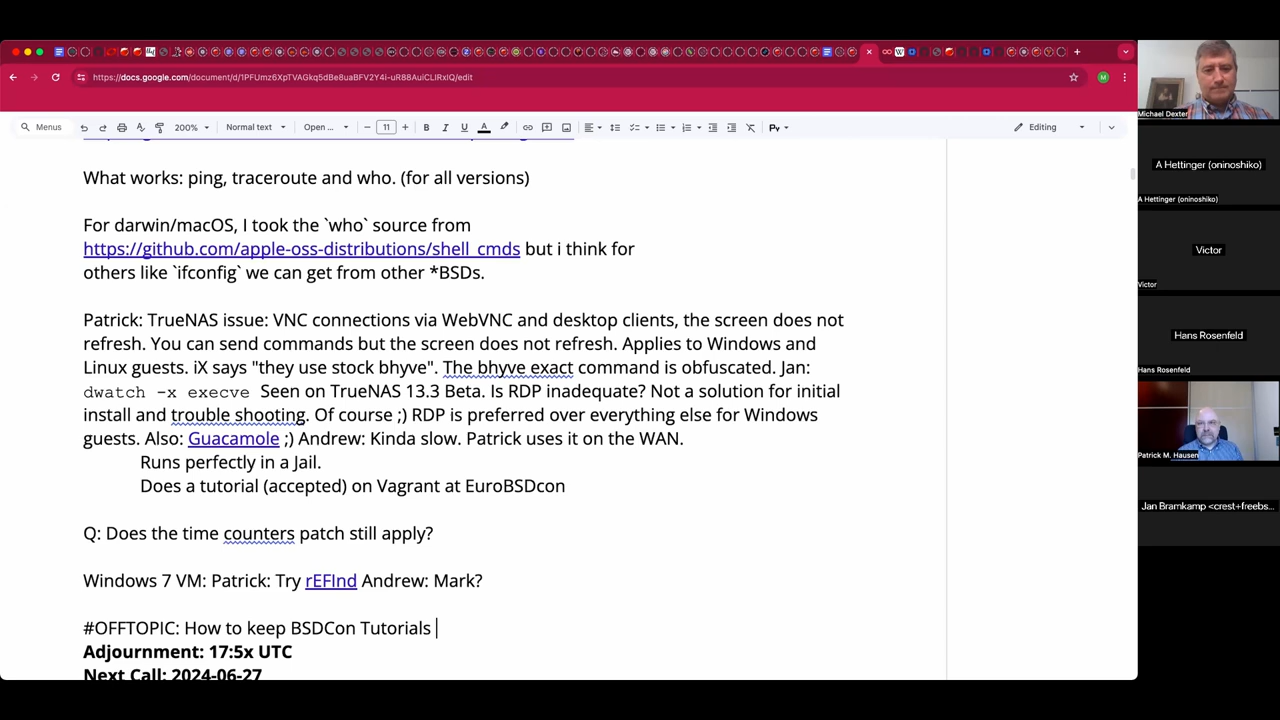 https://docs.google.com/document/d/1PFUmz6XpTVAGkq5dBe8uaBFV2Y4i-uR88AuiCLIRxIQ/edit
M
Menus
200%
Normal text
Open ...
11
B I U A
Editing
What works: ping, traceroute and who. (for all versions)
For darwin/macOS, I took the `who` source from
https://github.com/apple-oss-distributions/shell_cmds but i think for
others like `ifconfig` we can get from other *BSDs.
Patrick: TrueNAS issue: VNC connections via WebVNC and desktop clients, the screen does not
refresh. You can send commands but the screen does not refresh. Applies to Windows and
Linux guests. iX says "they use stock bhyve". The bhyve exact command is obfuscated. Jan:
dwatch -x execve Seen on TrueNAS 13.3 Beta. Is RDP inadequate? Not a solution for initial
install and trouble shooting. Of course ;) RDP is preferred over everything else for Windows
guests. Also: Guacamole ;) Andrew: Kinda slow. Patrick uses it on the WAN.
Runs perfectly in a Jail.
Does a tutorial (accepted) on Vagrant at EuroBSDcon
Q: Does the time counters patch still apply?
Windows 7 VM: Patrick: Try rEFInd Andrew: Mark?
#OFFTOPIC: How to keep BSDCon Tutorials
Adjournment: 17:5x UTC
Next Call: 2024-06-27
Michael Dexter
A Hettinger (oninoshiko)
A Hettinger (oninoshiko)
Victor
Victor
Hans Rosenfeld
Hans Rosenfeld
Patrick M. Hausen
Jan Bramkamp <crest+freebs...